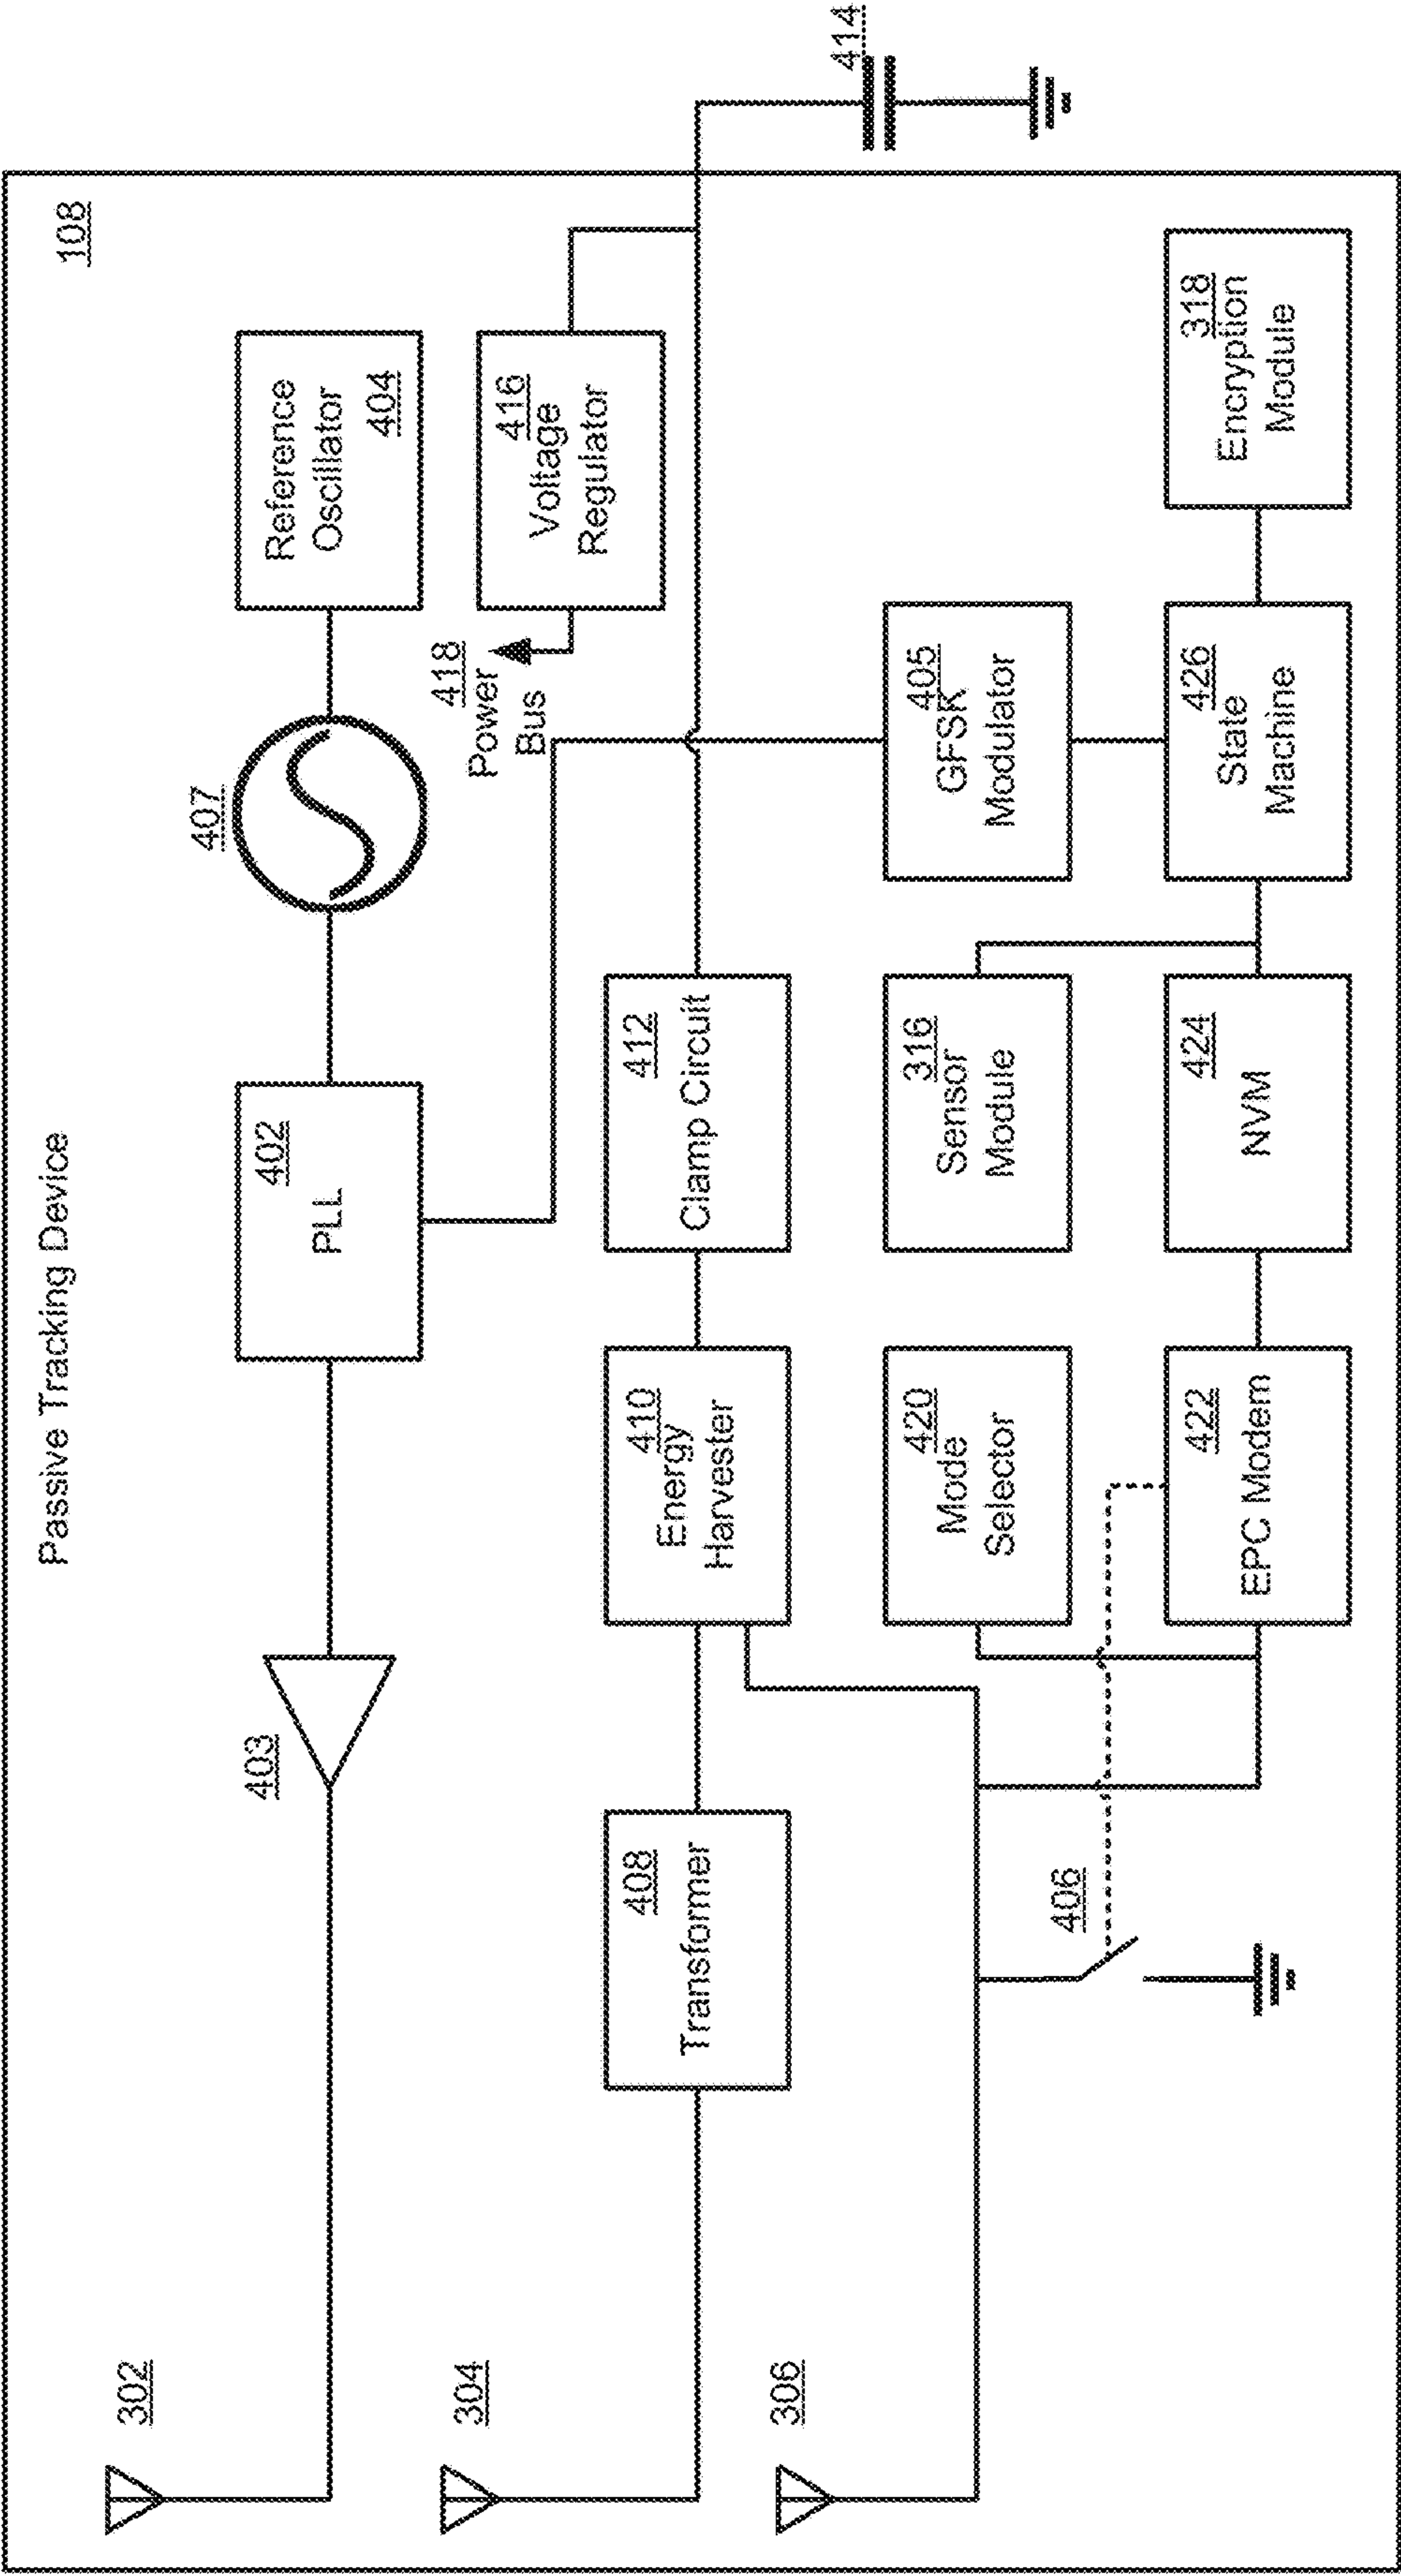 Passive Tracking Device
108
302
403
402
PLL
407
Reference
Oscillator
404
304
408
Transformer
410
Energy
Harvester
412
Clamp Circuit
418
Power
Bus
416
Voltage
Regulator
414
306
406
420
Mode
Selector
316
Sensor
Module
405
GFSK
Modulator
422
EPC Modem
424
NVM
426
State
Machine
318
Encryption
Module